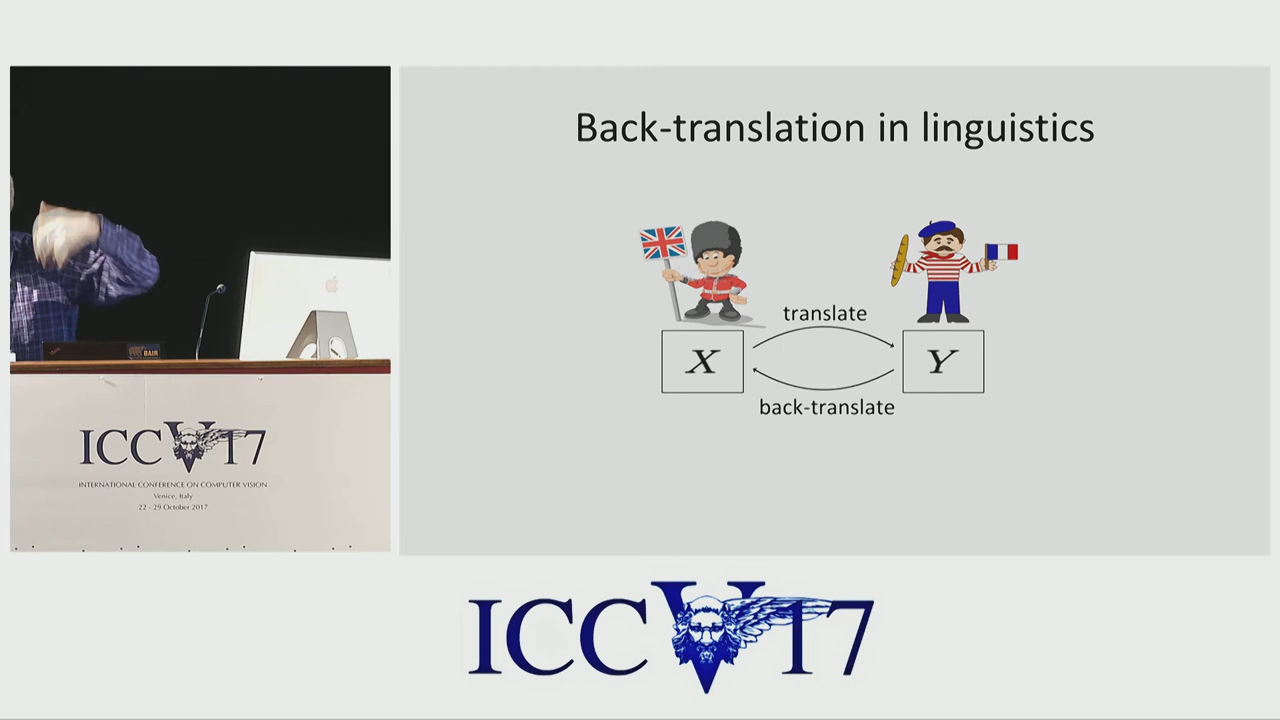 Back-translation in linguistics
translate
X
Y
back-translate
BAIR
ICCV17
INTERNATIONAL CONFERENCE ON COMPUTER VISION
Venice, Italy
22 - 29 October 2017
ICCV17